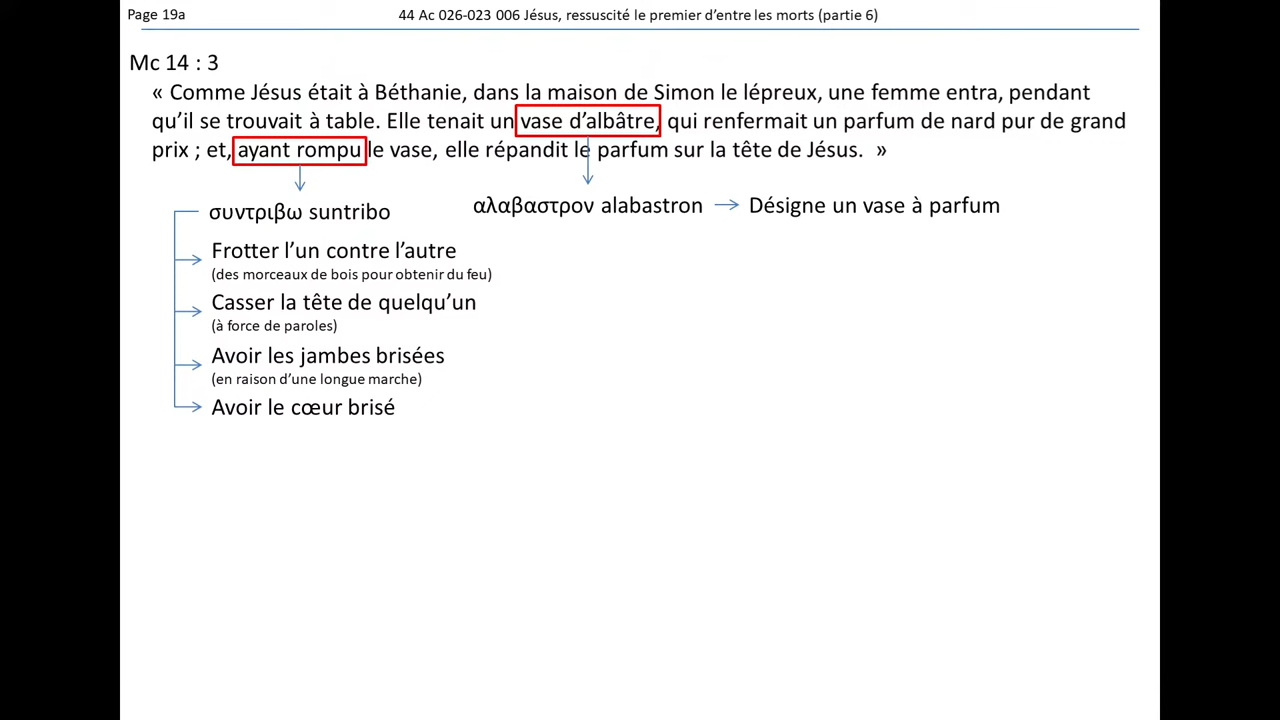 Page 19a
44 Ac 026-023 006 Jésus, ressuscité le premier d’entre les morts (partie 6)
Mc 14 : 3
« Comme Jésus était à Béthanie, dans la maison de Simon le lépreux, une femme entra, pendant
qu’il se trouvait à table. Elle tenait un vase d’albâtre, qui renfermait un parfum de nard pur de grand
prix ; et, ayant rompu le vase, elle répandit le parfum sur la tête de Jésus. »
συντριβω suntribo
αλαβαστρον alabastron
Désigne un vase à parfum
Frotter l’un contre l’autre
(des morceaux de bois pour obtenir du feu)
Casser la tête de quelqu’un
(à force de paroles)
Avoir les jambes brisées
(en raison d’une longue marche)
Avoir le cœur brisé